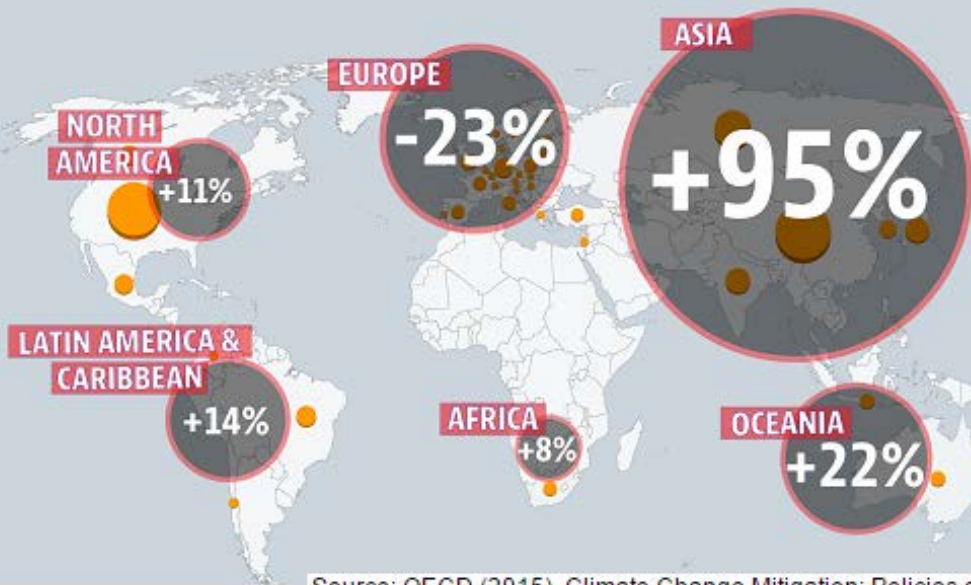 ASIA
+95%
EUROPE
-23%
NORTH
AMERICA
+11%
LATIN AMERICA &
CARIBBEAN
+14%
AFRICA
+8%
OCEANIA
+22%
Source: OECD (2015), Climate Change Mitigation: Policies